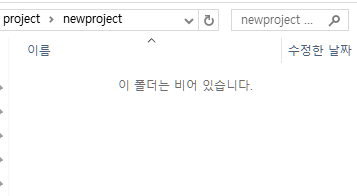 project > newproject
newproject ...
이름
수정한 날짜
이 폴더는 비어 있습니다.